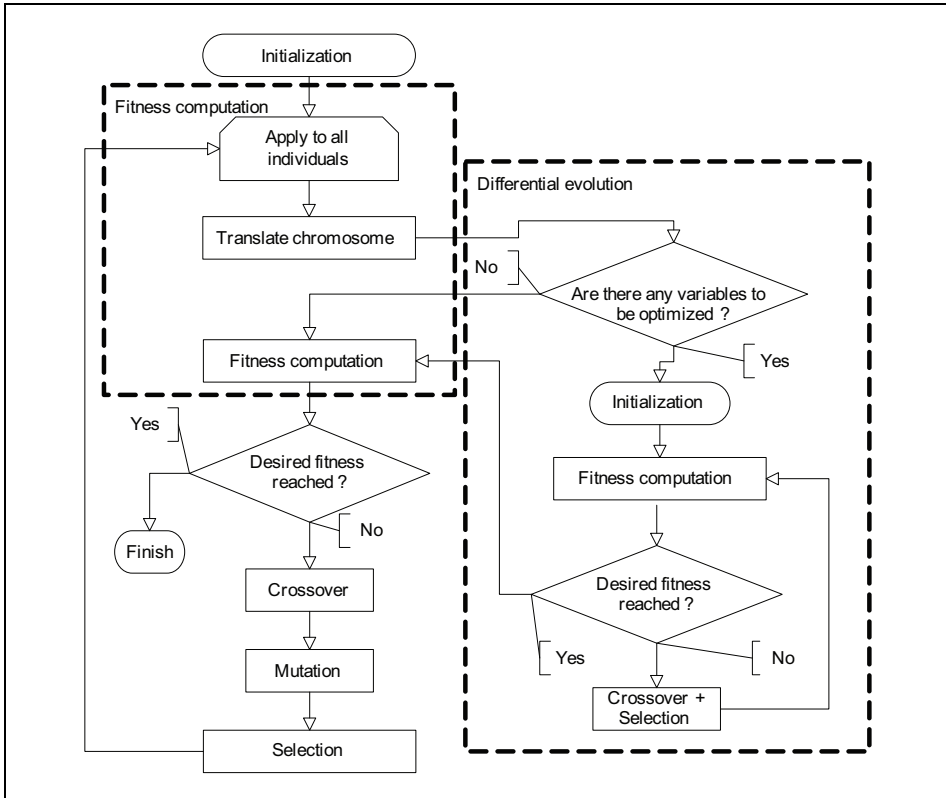 Initialization
Fitness computation
Apply to all
individuals
Differential evolution
Translate chromosome
No
Are there any variables to
be optimized ?
Fitness computation
Yes
Initialization
Yes
Desired fitness
reached ?
Fitness computation
No
Finish
Crossover
Desired fitness
reached ?
Yes
No
Mutation
Crossover +
Selection
Selection